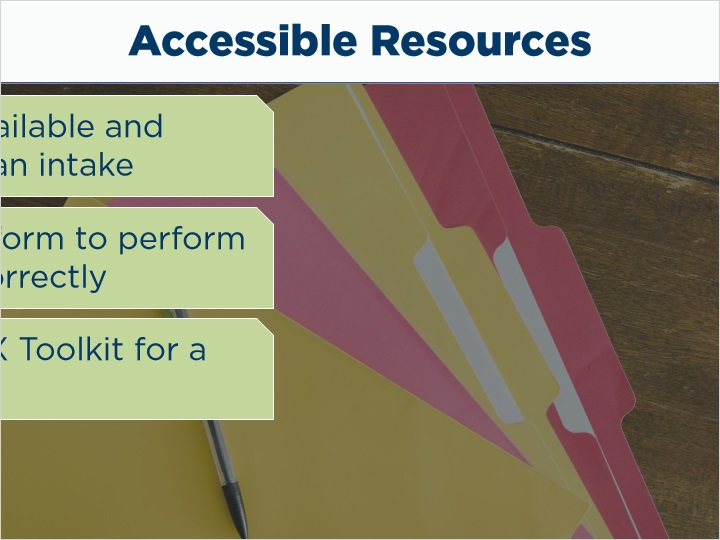 Accessible Resources
ailable and
an intake
form to perform
orrectly
Toolkit for a